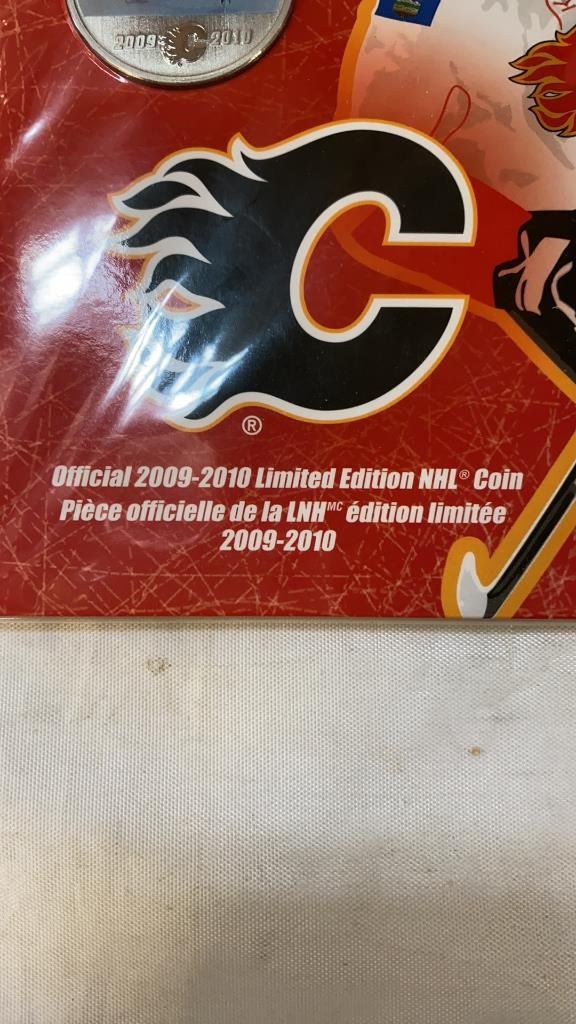 2009 2010
C
®
Official 2009-2010 Limited Edition NHL® Coin
Pièce officielle de la LNHᴹᶜ édition limitée
2009-2010